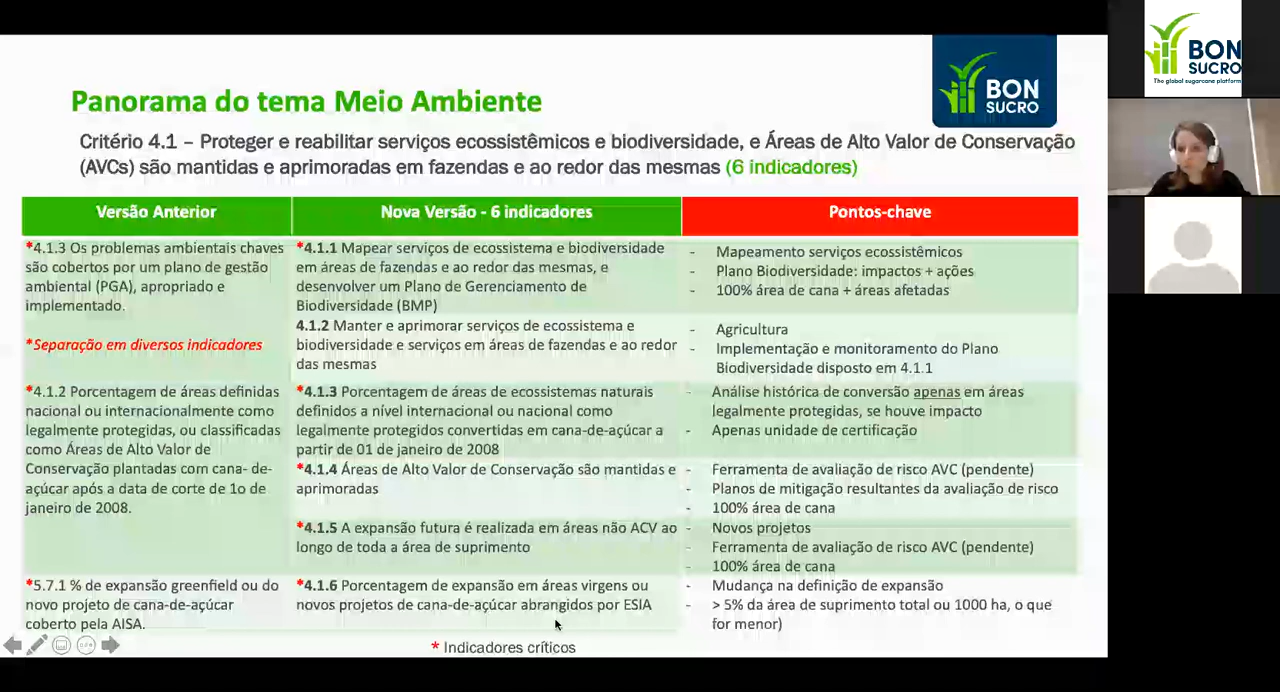 Panorama do tema Meio Ambiente
BON
SUCRO
Critério 4.1 – Proteger e reabilitar serviços ecossistêmicos e biodiversidade, e Áreas de Alto Valor de Conservação
(AVCs) são mantidas e aprimoradas em fazendas e ao redor das mesmas (6 indicadores)
Versão Anterior
*4.1.3 Os problemas ambientais chaves
são cobertos por um plano de gestão
ambiental (PGA), apropriado e
implementado.
*Separação em diversos indicadores
*4.1.2 Porcentagem de áreas definidas
nacional ou internacionalmente como
legalmente protegidas, ou classificadas
como Áreas de Alto Valor de
Conservação plantadas com cana- de-
açúcar após a data de corte de 1o de
janeiro de 2008.
*5.7.1 % de expansão greenfield ou do
novo projeto de cana-de-açúcar
coberto pela AISA.
Nova Versão - 6 indicadores
*4.1.1 Mapear serviços de ecossistema e biodiversidade
em áreas de fazendas e ao redor das mesmas, e
desenvolver um Plano de Gerenciamento de
Biodiversidade (BMP)
4.1.2 Manter e aprimorar serviços de ecossistema e
biodiversidade e serviços em áreas de fazendas e ao redor
das mesmas
*4.1.3 Porcentagem de áreas de ecossistemas naturais
definidos a nível internacional ou nacional como
legalmente protegidos convertidas em cana-de-açúcar a
partir de 01 de janeiro de 2008
*4.1.4 Áreas de Alto Valor de Conservação são mantidas e
aprimoradas
*4.1.5 A expansão futura é realizada em áreas não ACV ao
longo de toda a área de suprimento
*4.1.6 Porcentagem de expansão em áreas virgens ou
novos projetos de cana-de-açúcar abrangidos por ESIA
Pontos-chave
- Mapeamento serviços ecossistêmicos
- Plano Biodiversidade: impactos + ações
- 100% área de cana + áreas afetadas
- Agricultura
- Implementação e monitoramento do Plano
Biodiversidade disposto em 4.1.1
- Análise histórica de conversão apenas em áreas
legalmente protegidas, se houve impacto
- Apenas unidade de certificação
- Ferramenta de avaliação de risco AVC (pendente)
- Planos de mitigação resultantes da avaliação de risco
- 100% área de cana
- Novos projetos
- Ferramenta de avaliação de risco AVC (pendente)
- 100% área de cana
- Mudança na definição de expansão
- > 5% da área de suprimento total ou 1000 ha, o que
for menor)
* Indicadores críticos
BON
SUCRO
The global sugarcane platform